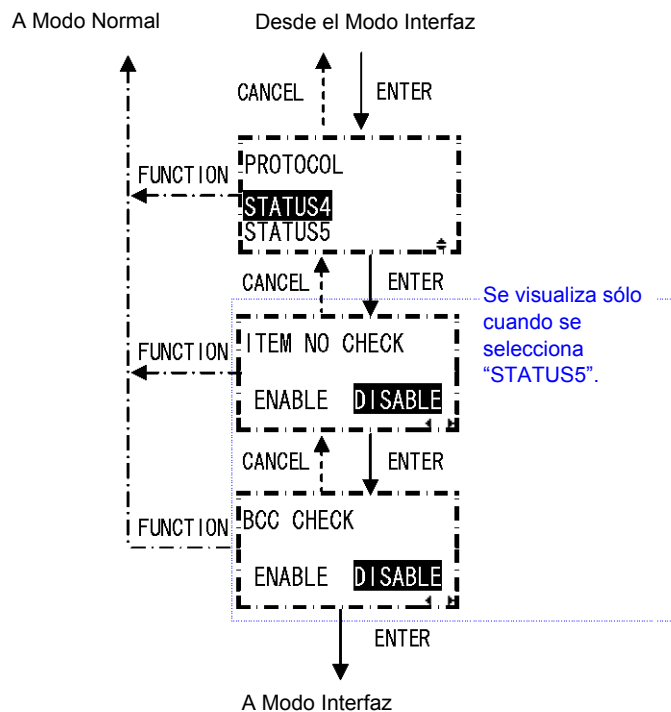 A Modo Normal
Desde el Modo Interfaz
CANCEL
ENTER
FUNCTION
PROTOCOL
STATUS4
STATUS5
CANCEL
ENTER
Se visualiza sólo
cuando se
selecciona
“STATUS5”.
FUNCTION
ITEM NO CHECK
ENABLE DISABLE
CANCEL
ENTER
FUNCTION
BCC CHECK
ENABLE DISABLE
ENTER
A Modo Interfaz